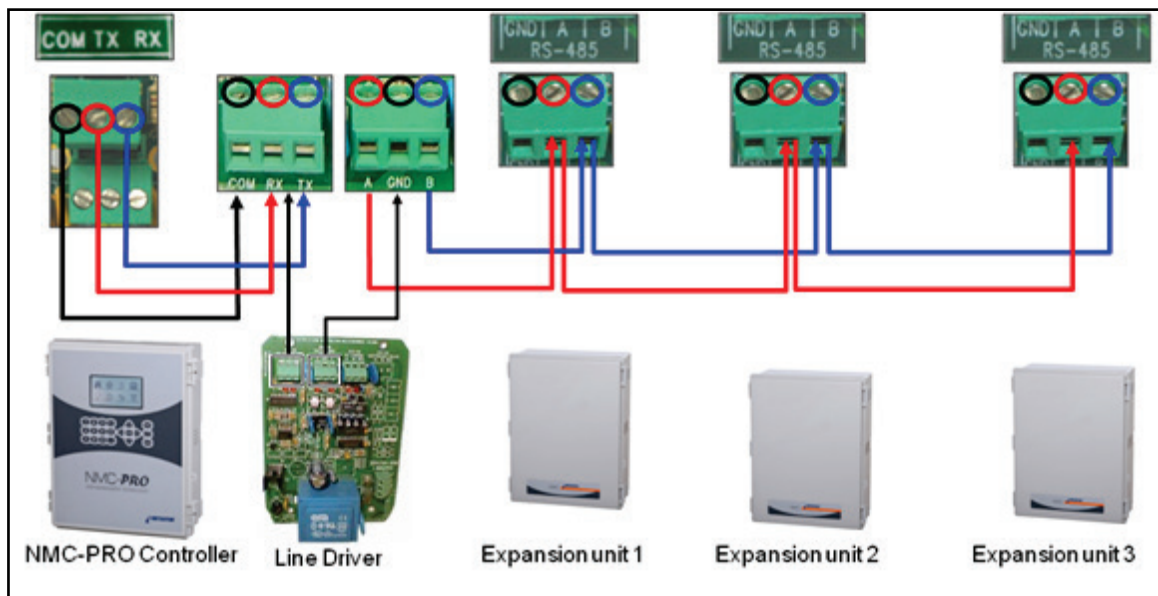 COM TX RX
GND A B
RS-485
GND A B
RS-485
GND A B
RS-485
COM RX TX
A GND B
NMC-PRO
NMC-PRO Controller
Line Driver
Expansion unit 1
Expansion unit 2
Expansion unit 3